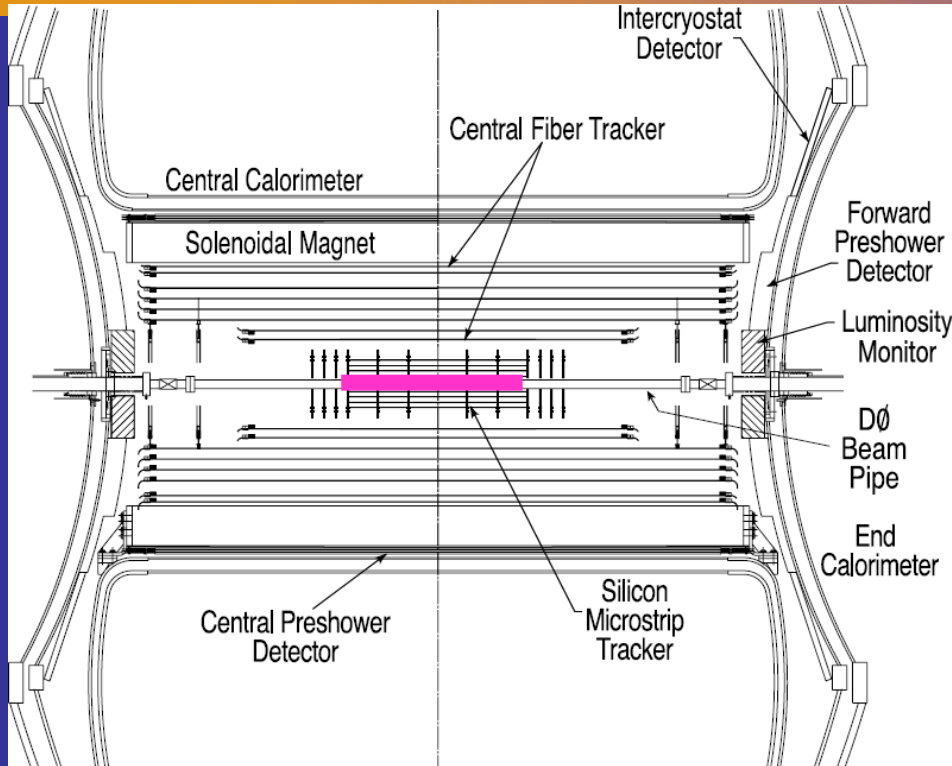 Intercryostat
Detector
Central Fiber Tracker
Central Calorimeter
Solenoidal Magnet
Forward
Preshower
Detector
Luminosity
Monitor
DØ
Beam
Pipe
End
Calorimeter
Silicon
Microstrip
Tracker
Central Preshower
Detector